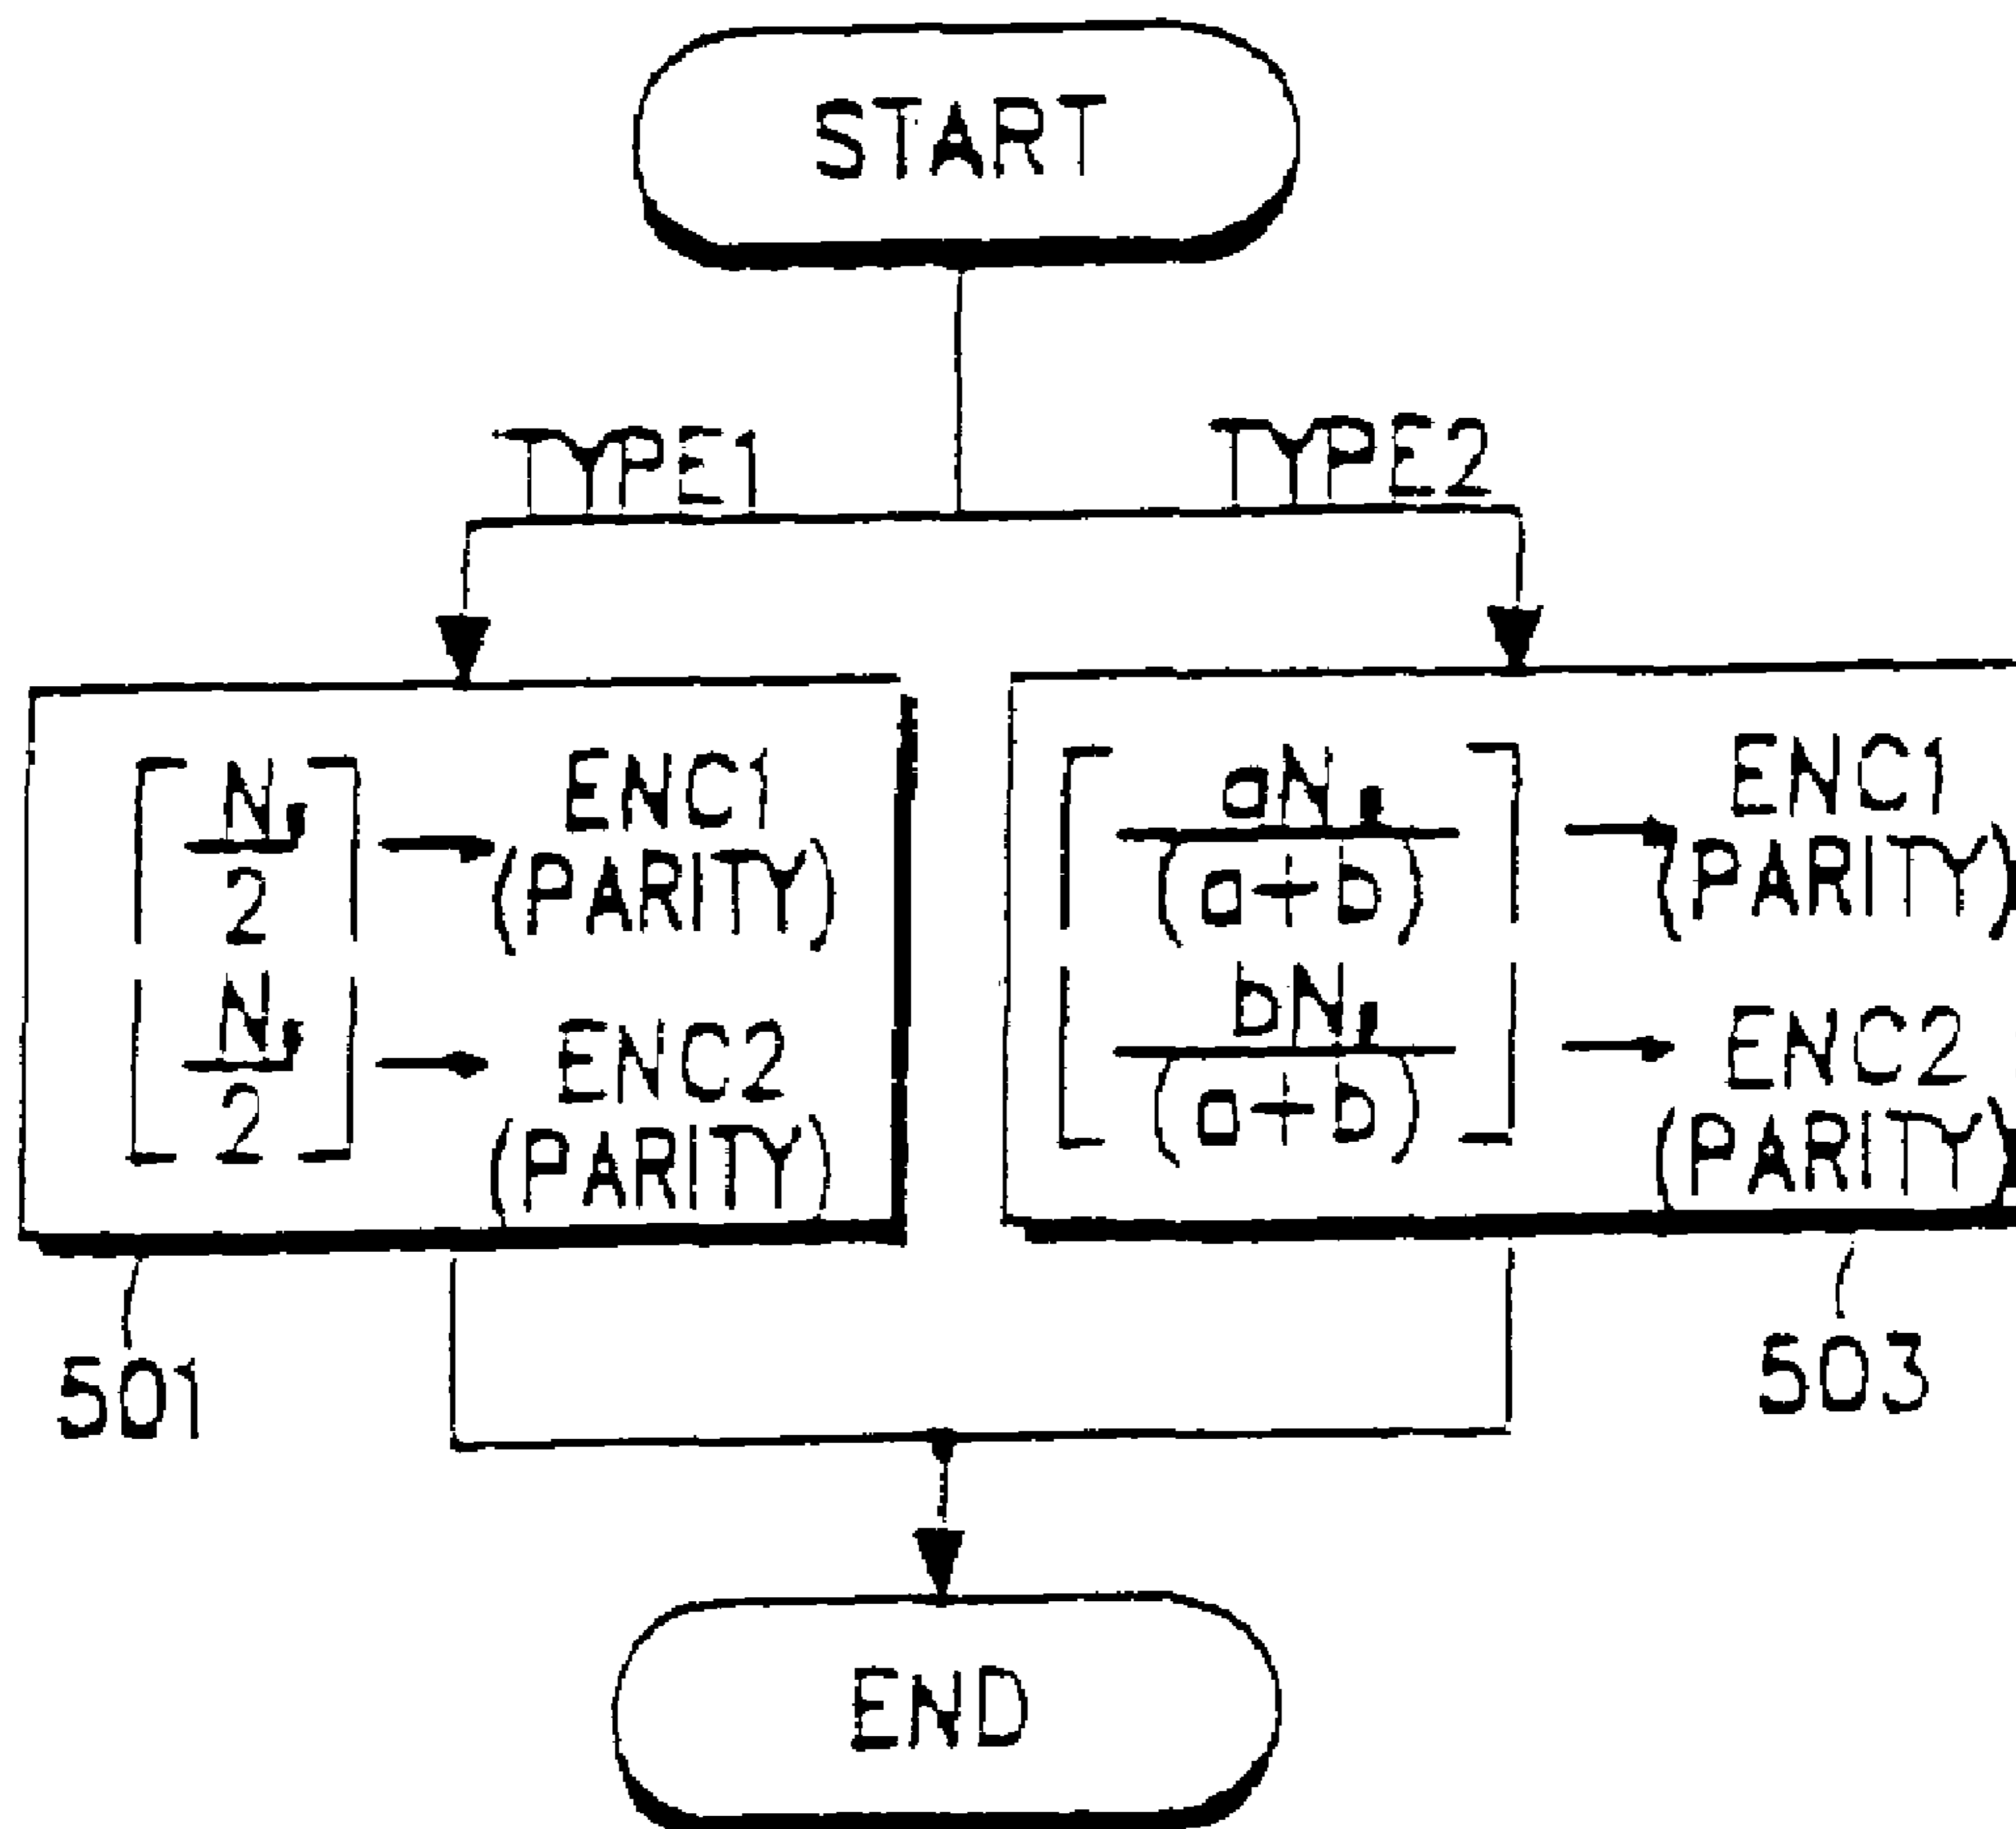 START
TYPE1
TYPE2
N,
2
ENC1
(PARITY)
N,
2
ENC2
(PARITY)
aN,
(a+b)
ENC1
(PARITY)
bN,
(a+b)
ENC2
(PARITY)
501
503
END